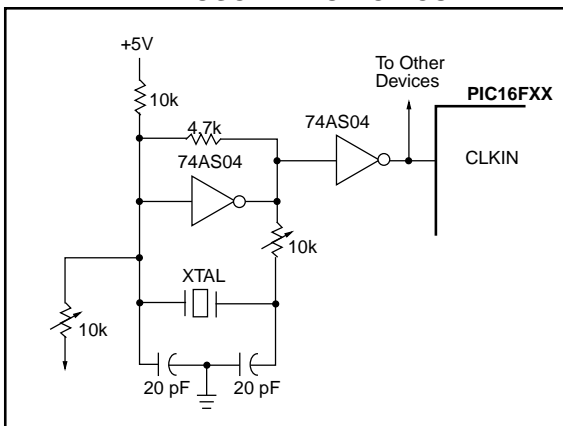 +5V
To Other
Devices
PIC16FXX
10k
4.7k
74AS04
74AS04
CLKIN
10k
XTAL
10k
20 pF
20 pF